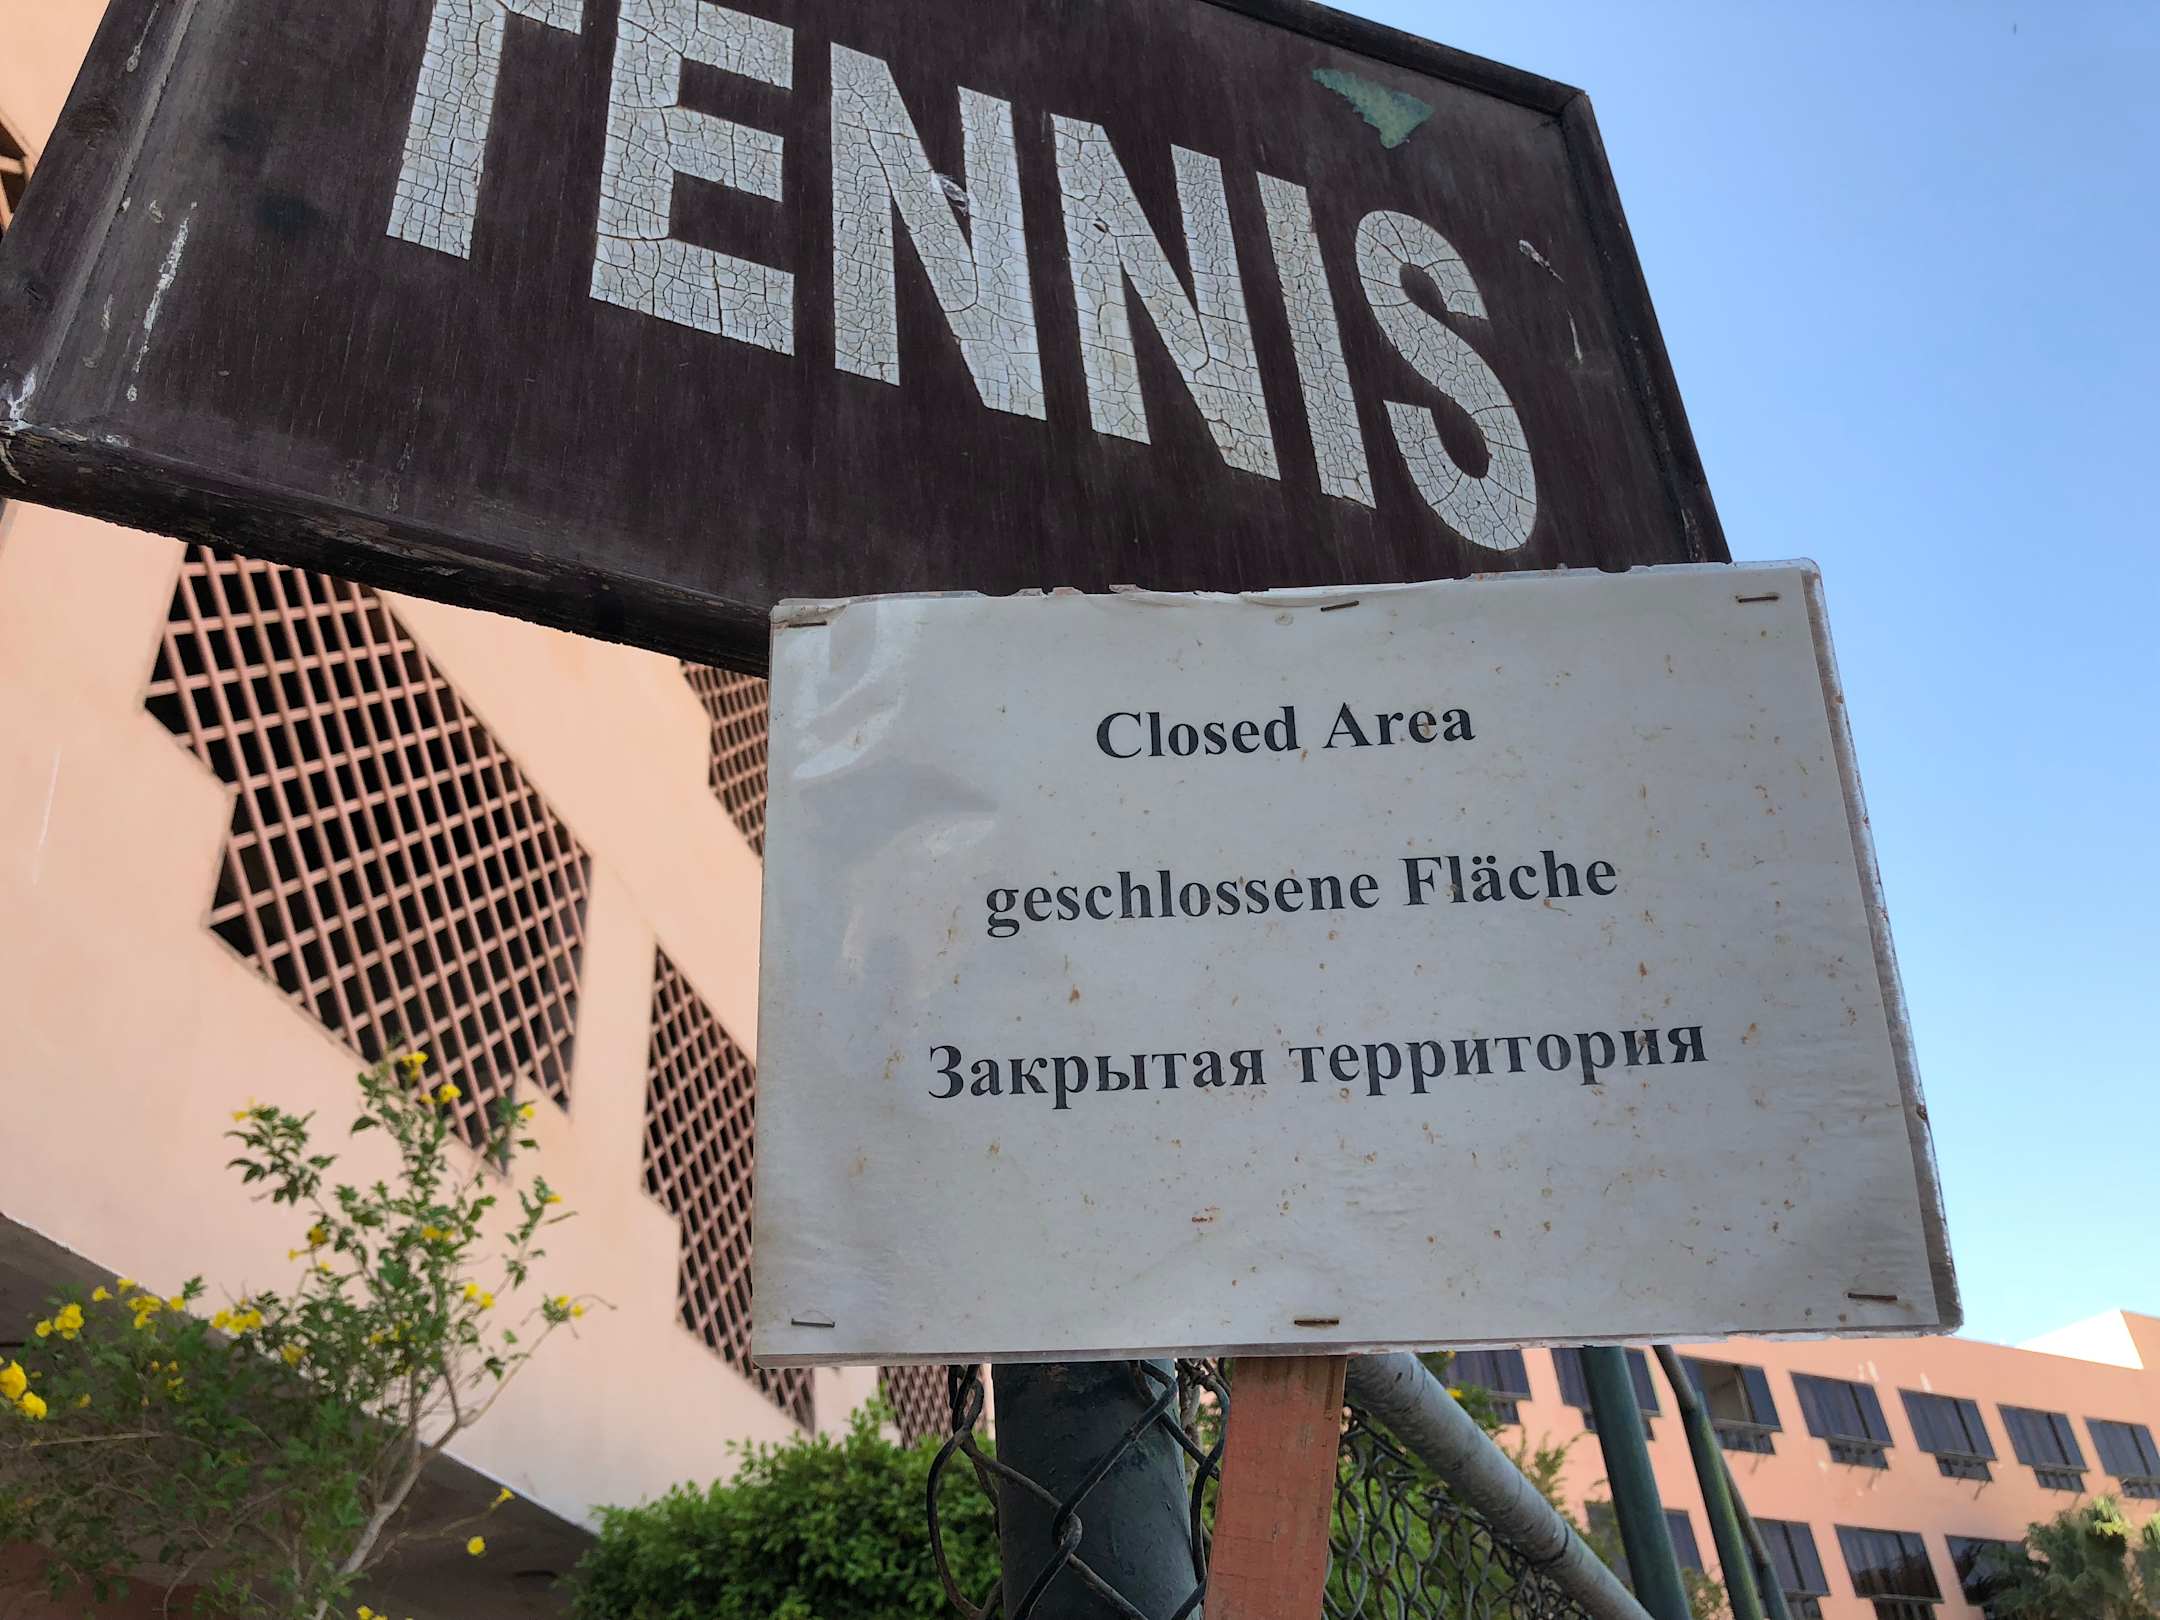 TENNIS
Closed Area
geschlossene Fläche
Закрытая территория